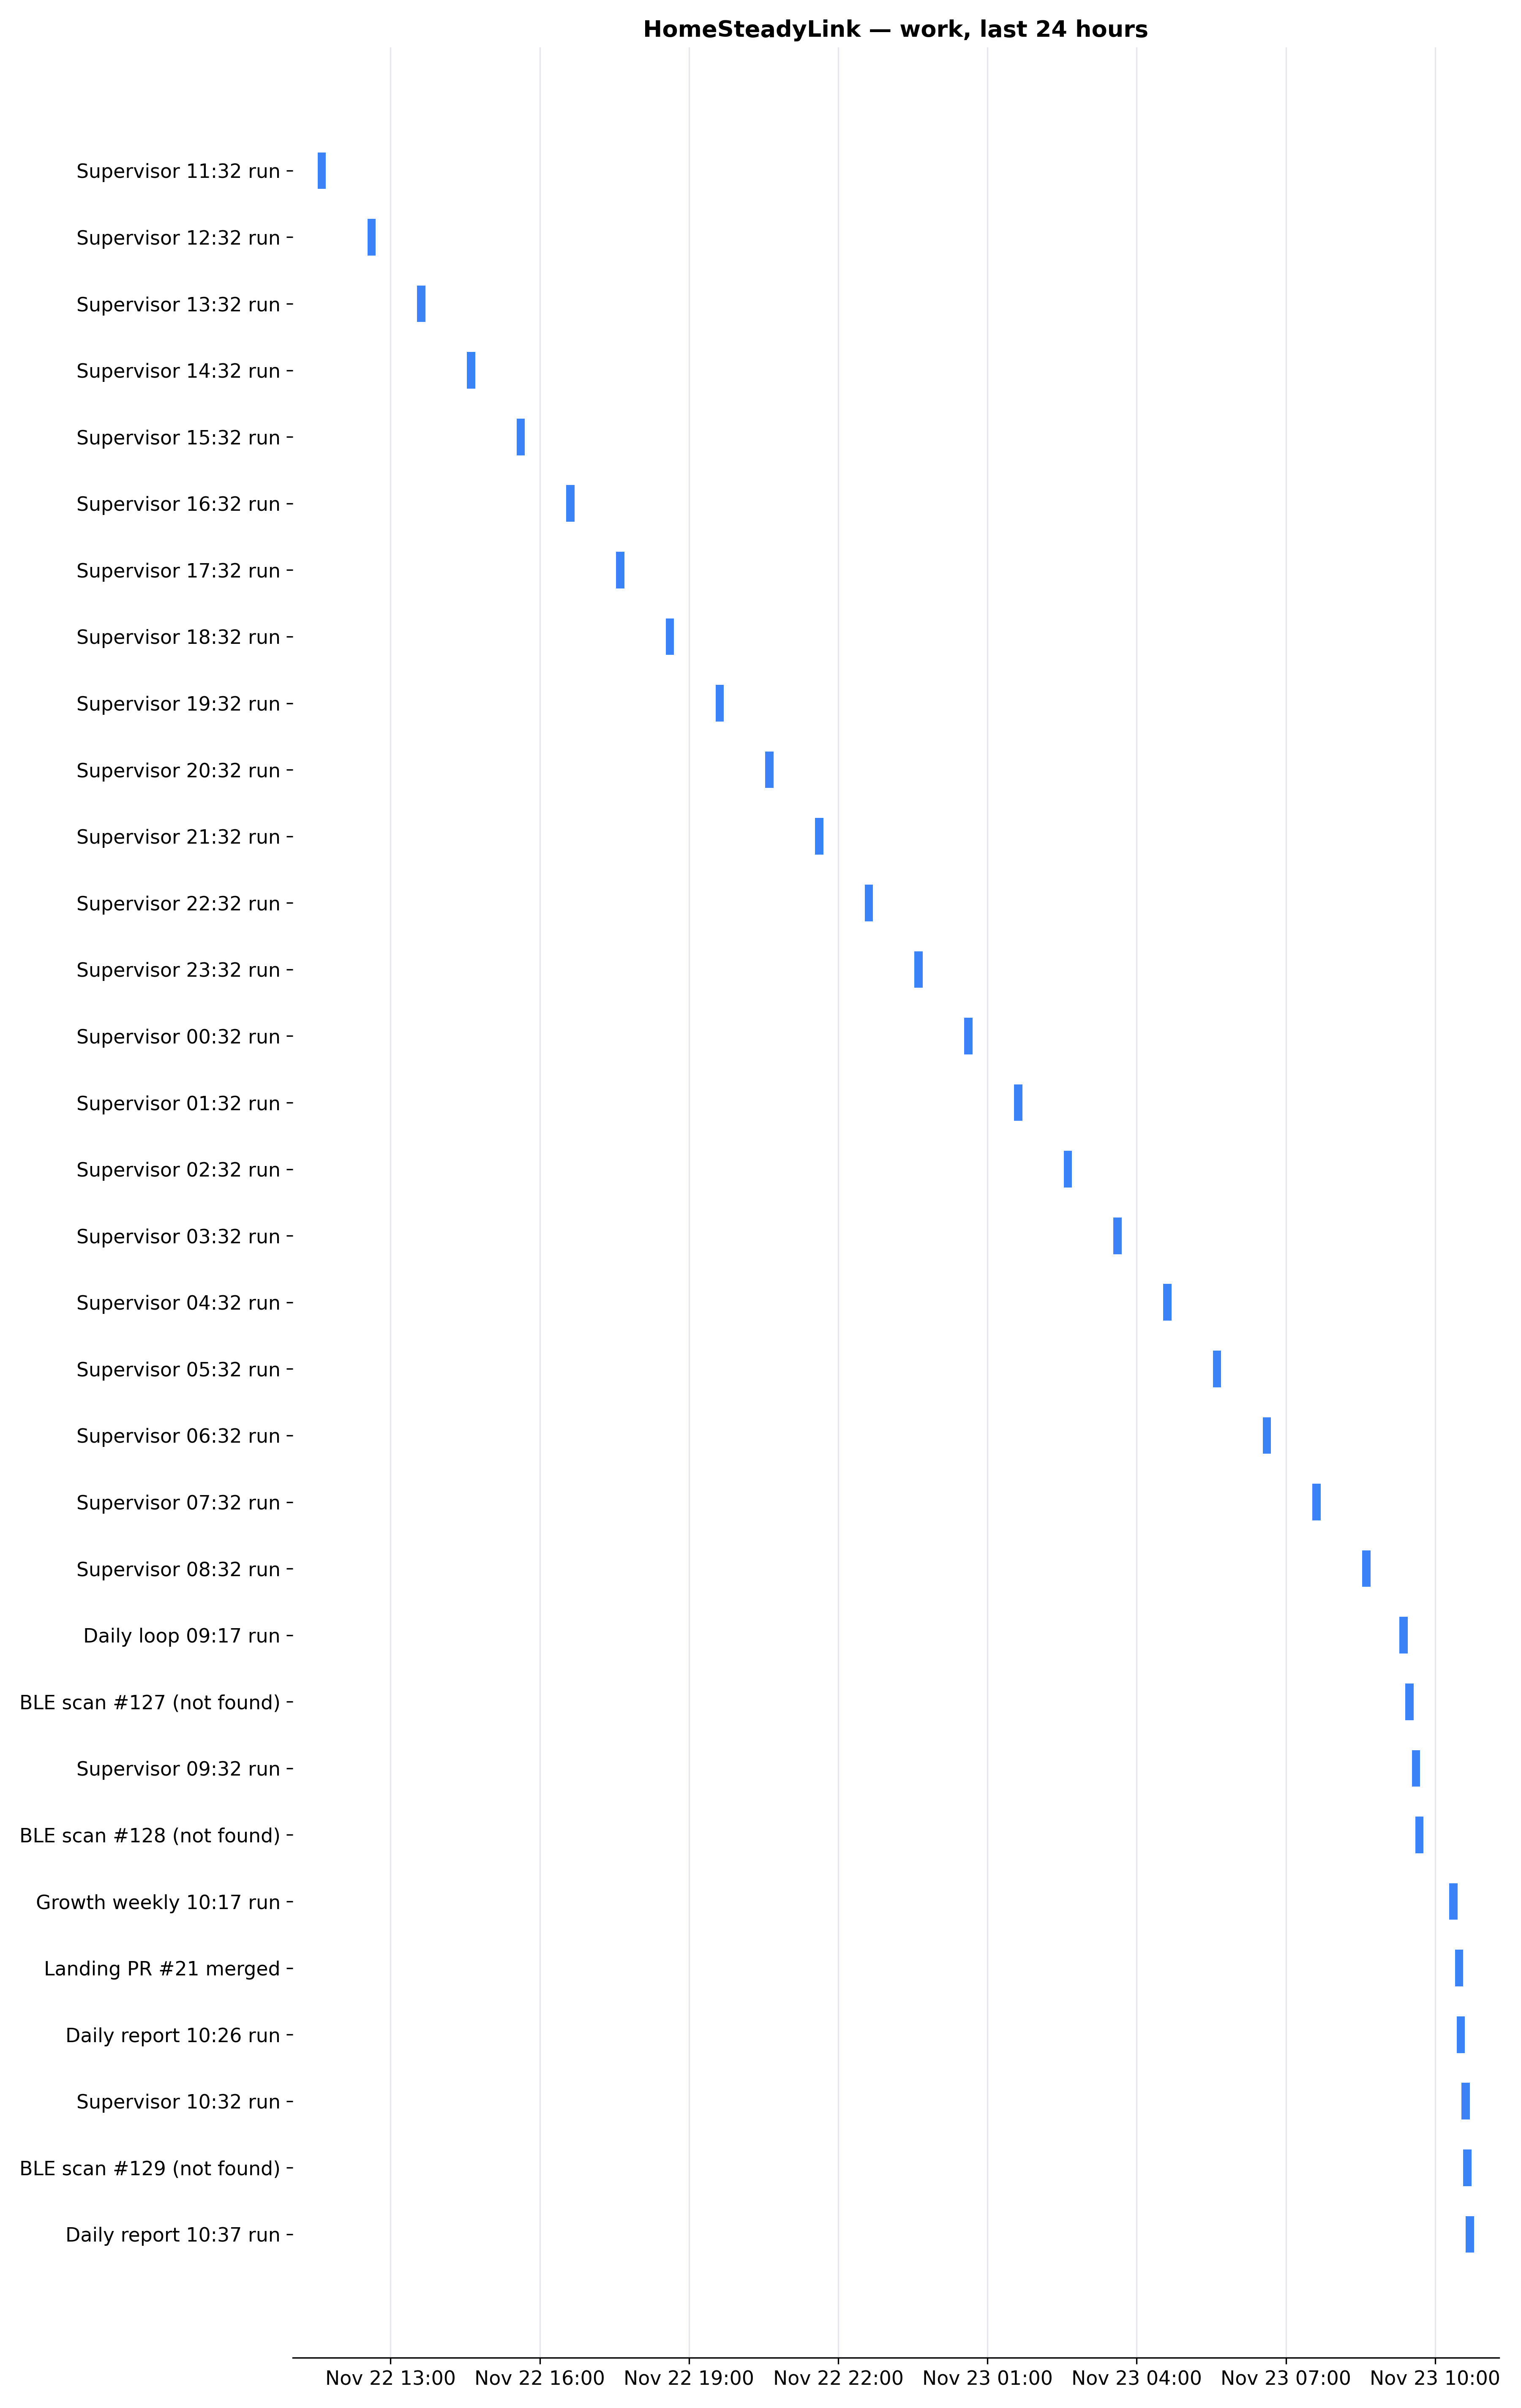 HomeSteadyLink — work, last 24 hours
Supervisor 11:32 run
Supervisor 12:32 run
Supervisor 13:32 run
Supervisor 14:32 run
Supervisor 15:32 run
Supervisor 16:32 run
Supervisor 17:32 run
Supervisor 18:32 run
Supervisor 19:32 run
Supervisor 20:32 run
Supervisor 21:32 run
Supervisor 22:32 run
Supervisor 23:32 run
Supervisor 00:32 run
Supervisor 01:32 run
Supervisor 02:32 run
Supervisor 03:32 run
Supervisor 04:32 run
Supervisor 05:32 run
Supervisor 06:32 run
Supervisor 07:32 run
Supervisor 08:32 run
Daily loop 09:17 run
BLE scan #127 (not found)
Supervisor 09:32 run
BLE scan #128 (not found)
Growth weekly 10:17 run
Landing PR #21 merged
Daily report 10:26 run
Supervisor 10:32 run
BLE scan #129 (not found)
Daily report 10:37 run
Nov 22 13:00 Nov 22 16:00 Nov 22 19:00 Nov 22 22:00 Nov 23 01:00 Nov 23 04:00 Nov 23 07:00 Nov 23 10:00